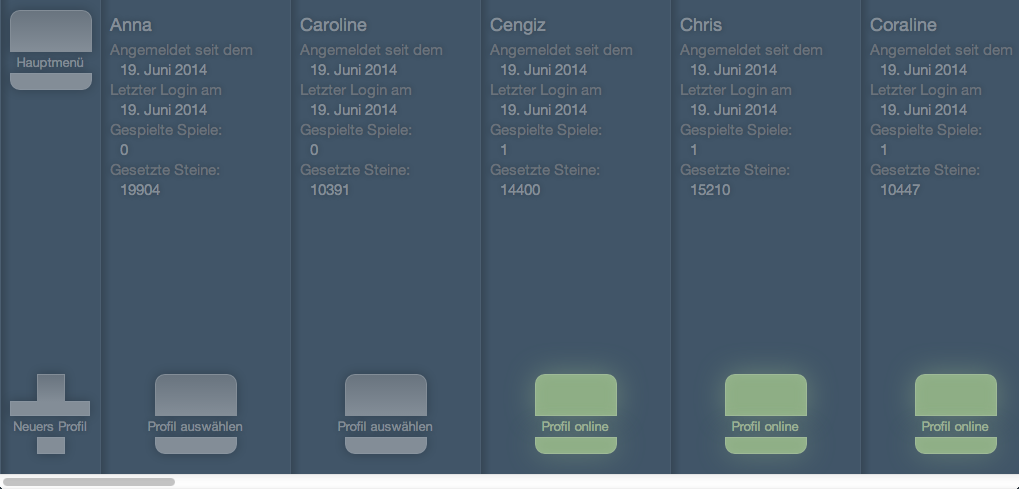 Hauptmenü
Neuers Profil
Anna
Angemeldet seit dem
19. Juni 2014
Letzter Login am
19. Juni 2014
Gespielte Spiele:
0
Gesetzte Steine:
19904
Profil auswählen
Caroline
Angemeldet seit dem
19. Juni 2014
Letzter Login am
19. Juni 2014
Gespielte Spiele:
0
Gesetzte Steine:
10391
Profil auswählen
Cengiz
Angemeldet seit dem
19. Juni 2014
Letzter Login am
19. Juni 2014
Gespielte Spiele:
1
Gesetzte Steine:
14400
Profil online
Chris
Angemeldet seit dem
19. Juni 2014
Letzter Login am
19. Juni 2014
Gespielte Spiele:
1
Gesetzte Steine:
15210
Profil online
Coraline
Angemeldet seit dem
19. Juni 2014
Letzter Login am
19. Juni 2014
Gespielte Spiele:
1
Gesetzte Steine:
10447
Profil online